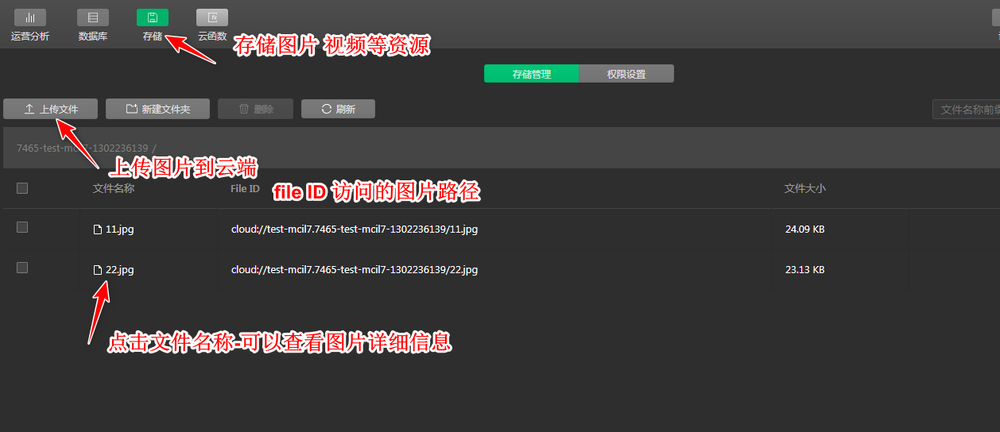 运营分析 数据库 存储 云函数
存储图片 视频等资源
存储管理 权限设置
上传文件 新建文件夹 删除 刷新 文件名称前缀
7465-test-mcil7-1302236139 /
上传图片到云端
文件名称 File ID 文件大小
file ID 访问的图片路径
11.jpg cloud://test-mcil7.7465-test-mcil7-1302236139/11.jpg 24.09 KB
22.jpg cloud://test-mcil7.7465-test-mcil7-1302236139/22.jpg 23.13 KB
点击文件名称-可以查看图片详细信息